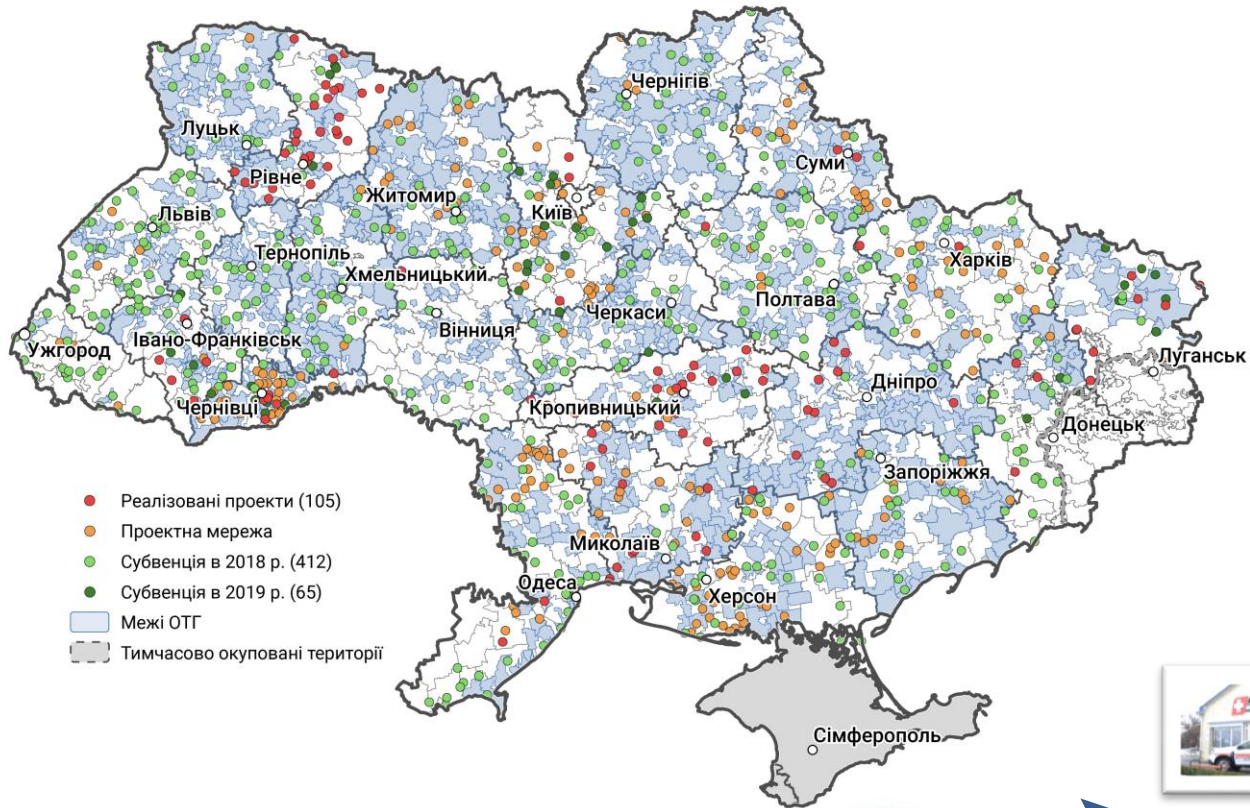 Чернігів
Луцьк
Рівне
Суми
Житомир
Київ
Львів
Тернопіль
Харків
Хмельницький
Полтава
Черкаси
Вінниця
Івано-Франківськ
Ужгород
Луганськ
Дніпро
Чернівці
Кропивницький
Донецьк
Запоріжжя
Реалізовані проекти (105)
Проектна мережа
Субвенція в 2018 р. (412)
Субвенція в 2019 р. (65)
Межі ОТГ
Тимчасово окуповані території
Миколаїв
Одеса
Херсон
Сімферополь